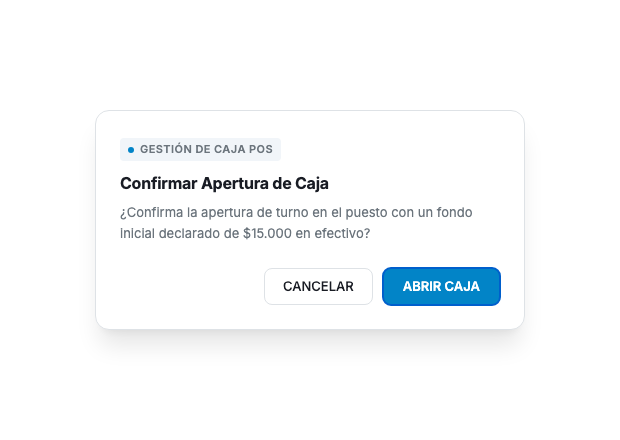 GESTIÓN DE CAJA POS
Confirmar Apertura de Caja
¿Confirma la apertura de turno en el puesto con un fondo
inicial declarado de $15.000 en efectivo?
CANCELAR
ABRIR CAJA